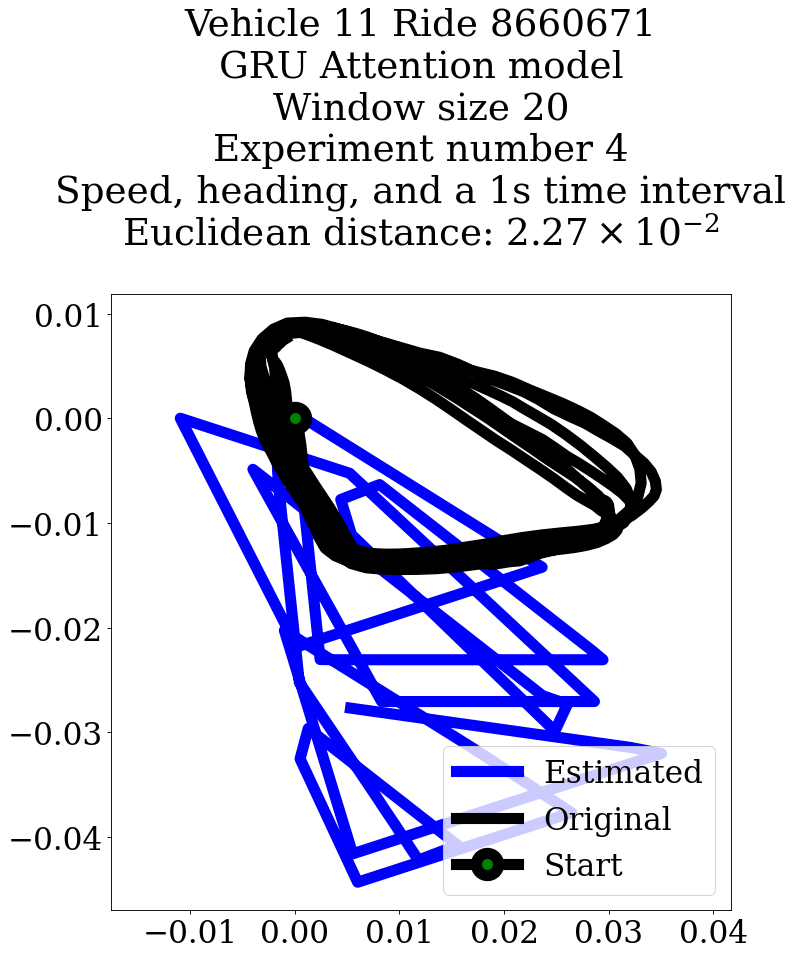 Vehicle 11 Ride 8660671
GRU Attention model
Window size 20
Experiment number 4
Speed, heading, and a 1s time interval
Euclidean distance: 2.27 × 10⁻²
0.01
0.00
−0.01
−0.02
−0.03
−0.04
Estimated
Original
Start
−0.01 0.00 0.01 0.02 0.03 0.04